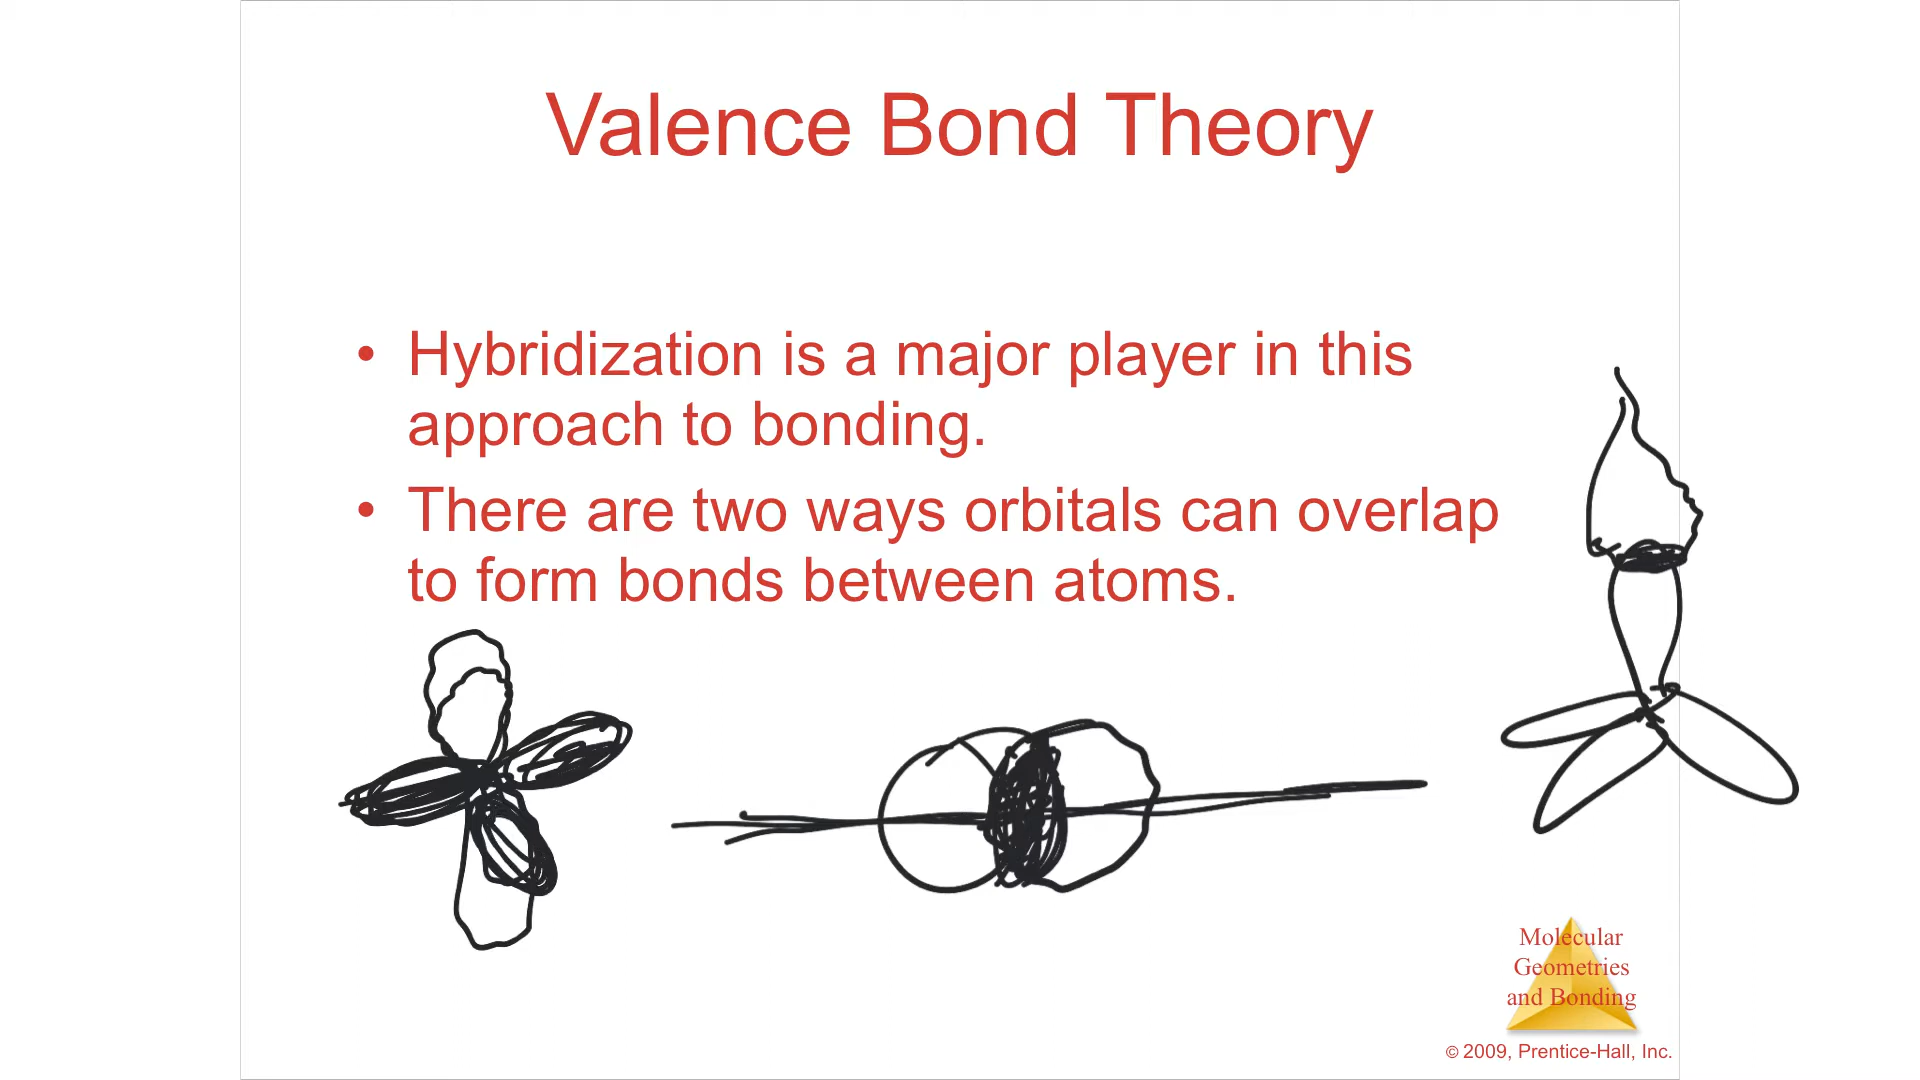 Valence Bond Theory
• Hybridization is a major player in this
approach to bonding.
• There are two ways orbitals can overlap
to form bonds between atoms.
Molecular
Geometries
and Bonding
© 2009, Prentice-Hall, Inc.